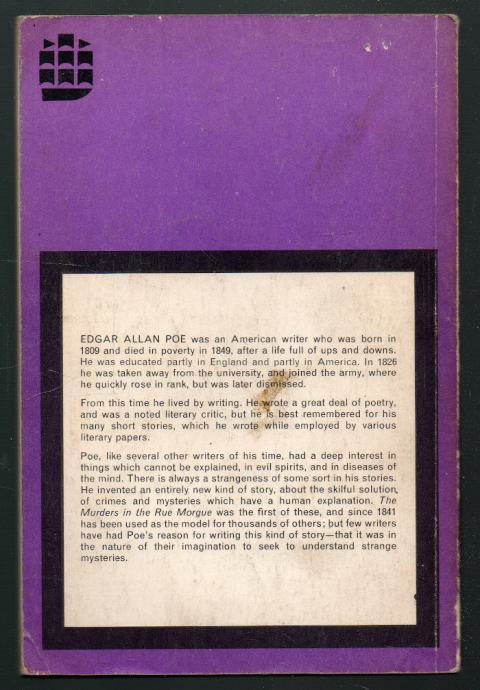 EDGAR ALLAN POE was an American writer who was born in
1809 and died in poverty in 1849, after a life full of ups and downs.
He was educated partly in England and partly in America. In 1826
he was taken away from the university, and joined the army, where
he quickly rose in rank, but was later dismissed.
From this time he lived by writing. He wrote a great deal of poetry,
and was a noted literary critic, but he is best remembered for his
many short stories, which he wrote while employed by various
literary papers.
Poe, like several other writers of his time, had a deep interest in
things which cannot be explained, in evil spirits, and in diseases of
the mind. There is always a strangeness of some sort in his stories.
He invented an entirely new kind of story, about the skilful solution,
of crimes and mysteries which have a human explanation. The
Murders in the Rue Morgue was the first of these, and since 1841
has been used as the model for thousands of others; but few writers
have had Poe's reason for writing this kind of story—that it was in
the nature of their imagination to seek to understand strange
mysteries.